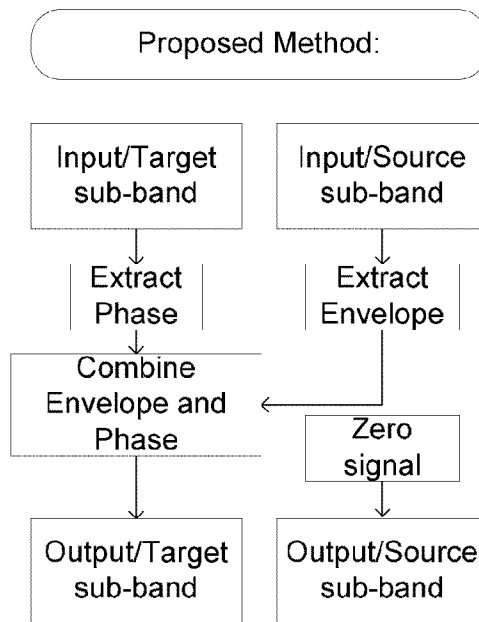 Proposed Method:
Input/Target
sub-band
Input/Source
sub-band
Extract
Phase
Extract
Envelope
Combine
Envelope and
Phase
Zero
signal
Output/Target
sub-band
Output/Source
sub-band